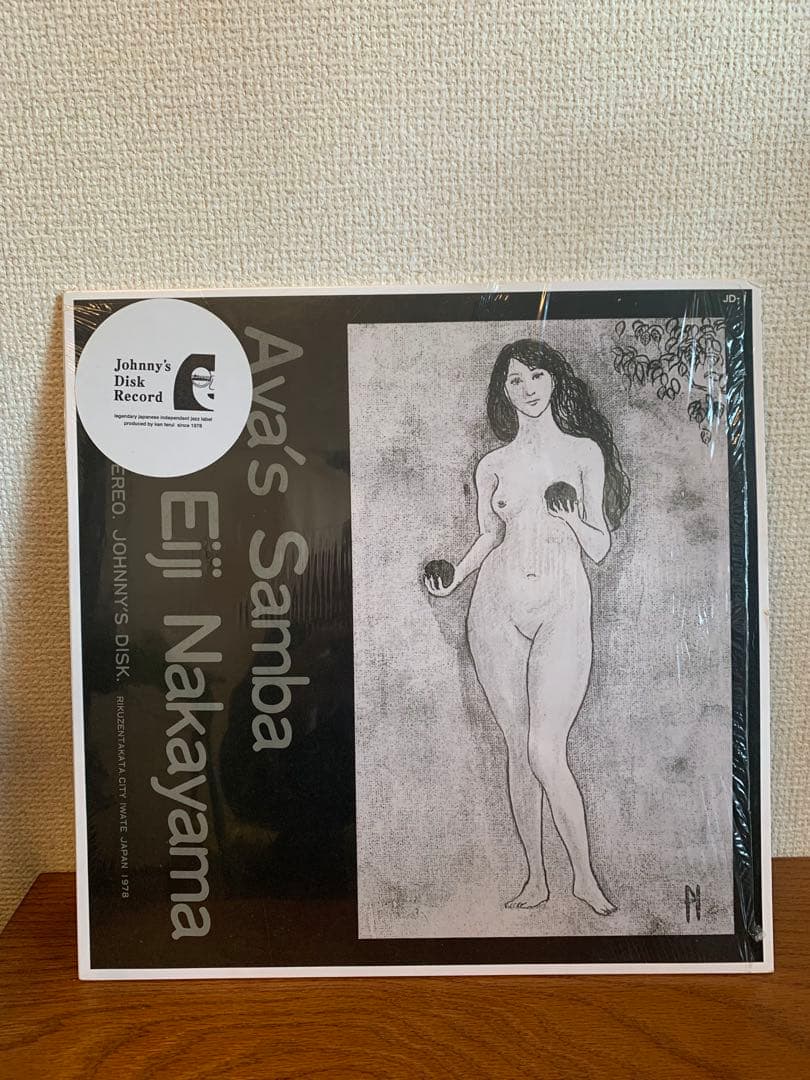 Johnny's
Disk
Record
legendary japanese independent jazz label
produced by ken terui since 1978
Ava's Samba
Eiji Nakayama
EREO. JOHNNY'S DISK. RIKUZENTAKATA.CITY IWATE JAPAN 1978
JD-
N